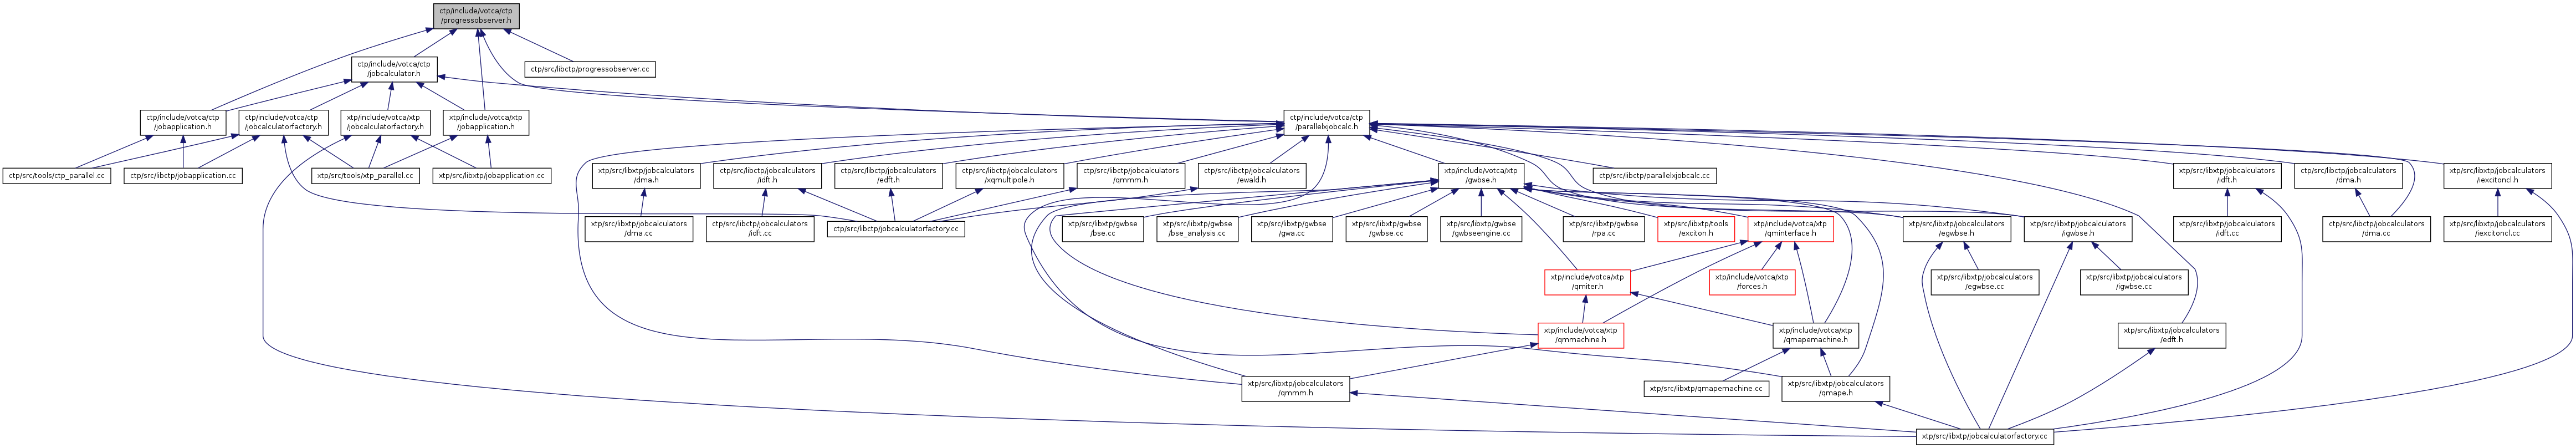 ctp/include/votca/ctp
/progressobserver.h
ctp/include/votca/ctp
/jobcalculator.h
ctp/src/libctp/progressobserver.cc
ctp/include/votca/ctp
/jobapplication.h
ctp/include/votca/ctp
/jobcalculatorfactory.h
xtp/include/votca/xtp
/jobcalculatorfactory.h
xtp/include/votca/xtp
/jobapplication.h
ctp/include/votca/ctp
/parallelxjobcalc.h
ctp/src/tools/ctp_parallel.cc
ctp/src/libctp/jobapplication.cc
xtp/src/tools/xtp_parallel.cc
xtp/src/libxtp/jobapplication.cc
xtp/src/libxtp/jobcalculators
/dma.h
ctp/src/libctp/jobcalculators
/idft.h
ctp/src/libctp/jobcalculators
/edft.h
ctp/src/libctp/jobcalculators
/xqmultipole.h
ctp/src/libctp/jobcalculators
/qmmm.h
ctp/src/libctp/jobcalculators
/ewald.h
xtp/include/votca/xtp
/gwbse.h
ctp/src/libctp/parallelxjobcalc.cc
xtp/src/libxtp/jobcalculators
/idft.h
ctp/src/libctp/jobcalculators
/dma.h
xtp/src/libxtp/jobcalculators
/iexcitoncl.h
xtp/src/libxtp/jobcalculators
/dma.cc
ctp/src/libctp/jobcalculators
/idft.cc
ctp/src/libctp/jobcalculatorfactory.cc
xtp/src/libxtp/gwbse
/bse.cc
xtp/src/libxtp/gwbse
/bse_analysis.cc
xtp/src/libxtp/gwbse
/gwa.cc
xtp/src/libxtp/gwbse
/gwbse.cc
xtp/src/libxtp/gwbse
/gwbseengine.cc
xtp/src/libxtp/gwbse
/rpa.cc
xtp/src/libxtp/tools
/exciton.h
xtp/include/votca/xtp
/qminterface.h
xtp/src/libxtp/jobcalculators
/egwbse.h
xtp/src/libxtp/jobcalculators
/igwbse.h
xtp/src/libxtp/jobcalculators
/idft.cc
ctp/src/libctp/jobcalculators
/dma.cc
xtp/src/libxtp/jobcalculators
/iexcitoncl.cc
xtp/include/votca/xtp
/qmiter.h
xtp/include/votca/xtp
/forces.h
xtp/src/libxtp/jobcalculators
/egwbse.cc
xtp/src/libxtp/jobcalculators
/igwbse.cc
xtp/include/votca/xtp
/qmmachine.h
xtp/include/votca/xtp
/qmapemachine.h
xtp/src/libxtp/jobcalculators
/edft.h
xtp/src/libxtp/jobcalculators
/qmmm.h
xtp/src/libxtp/qmapemachine.cc
xtp/src/libxtp/jobcalculators
/qmape.h
xtp/src/libxtp/jobcalculatorfactory.cc